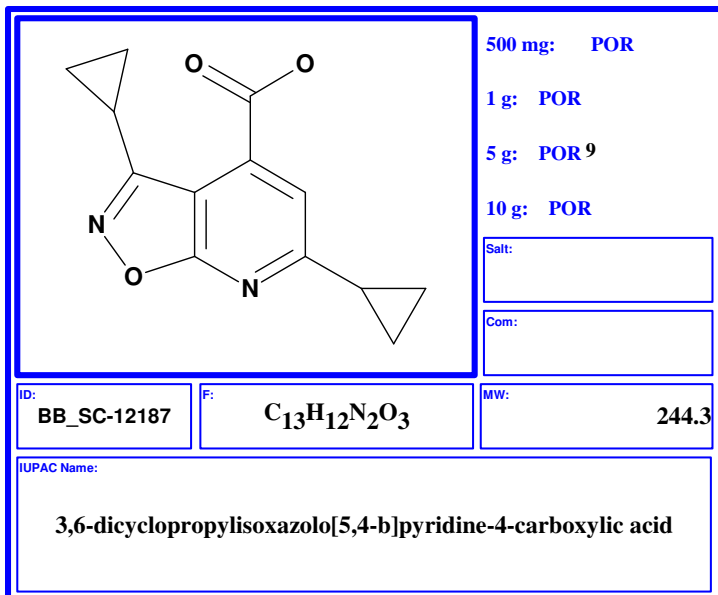 O
O
N
O
N
500 mg: POR
1 g: POR
5 g: POR 9
10 g: POR
Salt:
Com:
ID:
BB_SC-12187
F:
C13H12N2O3
MW:
244.3
IUPAC Name:
3,6-dicyclopropylisoxazolo[5,4-b]pyridine-4-carboxylic acid